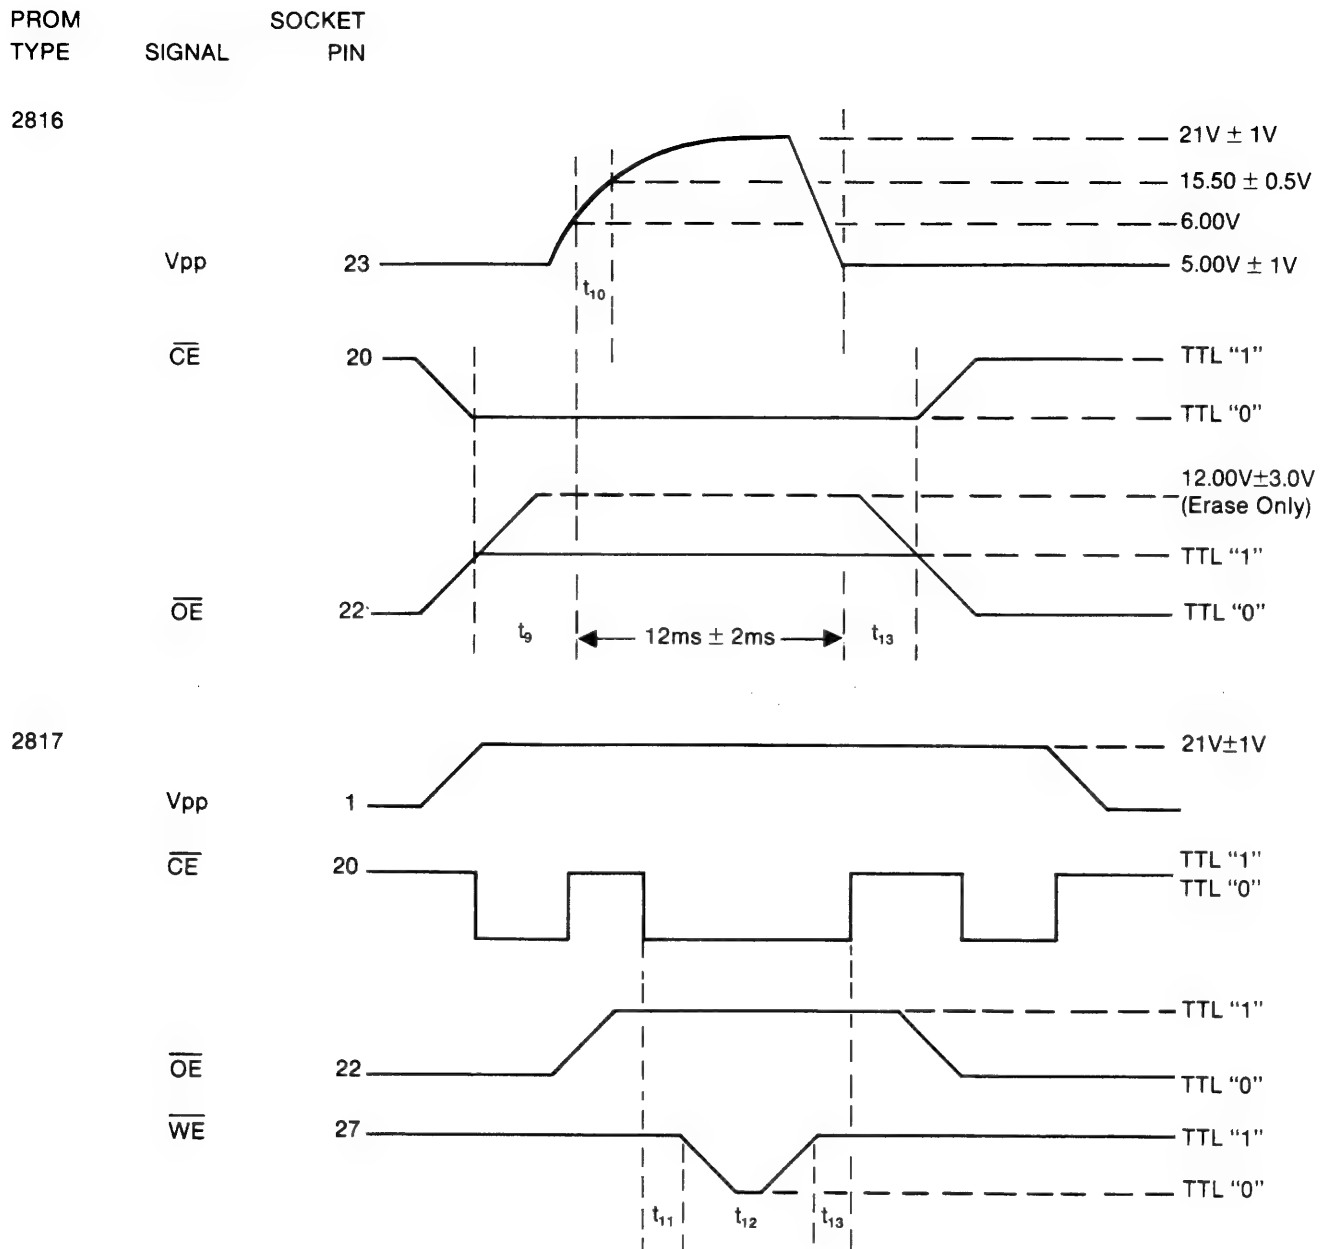 PROM SOCKET
TYPE SIGNAL PIN
2816
21V ± 1V
15.50 ± 0.5V
6.00V
Vpp 23 5.00V ± 1V
t10
CE 20 TTL "1"
TTL "0"
12.00V±3.0V
(Erase Only)
TTL "1"
OE 22 TTL "0"
t9 12ms ± 2ms t13
2817 21V±1V
Vpp 1
CE 20 TTL "1"
TTL "0"
TTL "1"
OE 22 TTL "0"
WE 27 TTL "1"
TTL "0"
t11 t12 t13